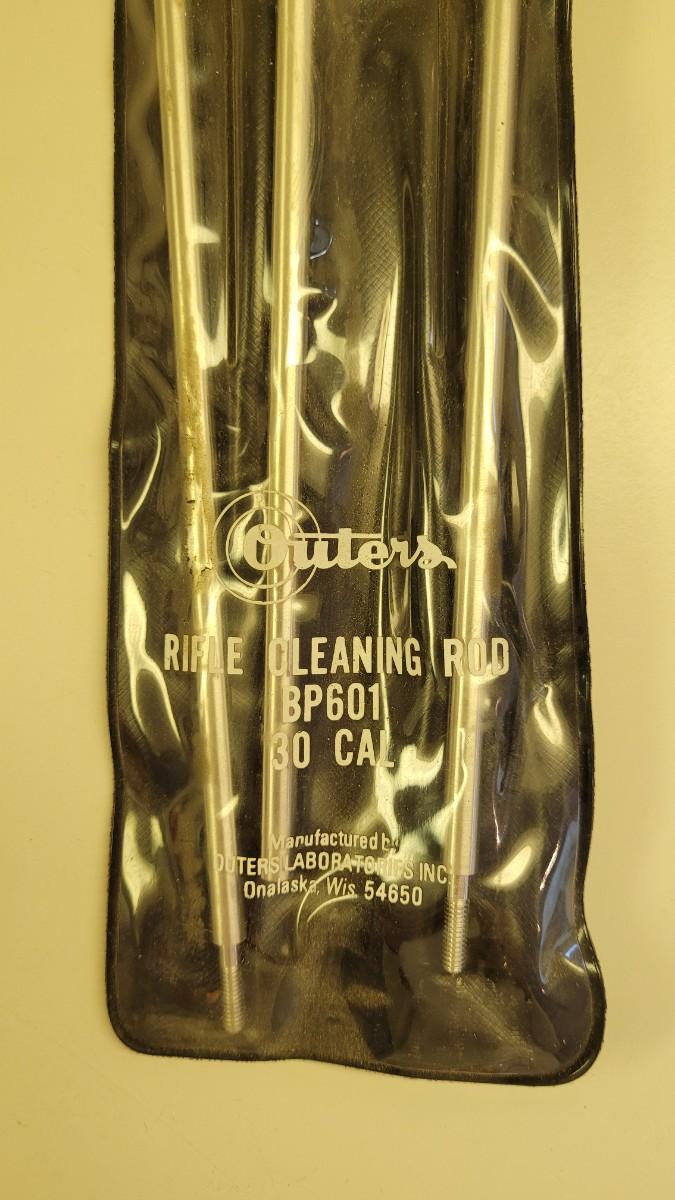 Outers
RIFLE CLEANING ROD
BP601
30 CAL
Manufactured by
OUTERS LABORATORIES INC.
Onalaska, Wis. 54650